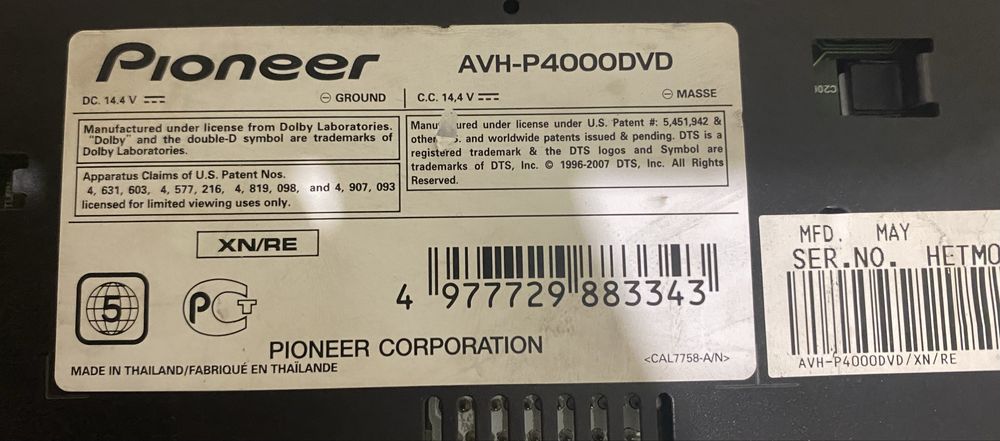 Pioneer
AVH-P4000DVD
DC. 14.4 V ⎓ ⊖ GROUND
C.C. 14,4 V ⎓ ⊖ MASSE
Manufactured under license from Dolby Laboratories.
"Dolby" and the double-D symbol are trademarks of
Dolby Laboratories.
Apparatus Claims of U.S. Patent Nos.
4, 631, 603, 4, 577, 216, 4, 819, 098, and 4, 907, 093
licensed for limited viewing uses only.
under license under U.S. Patent #: 5,451,942 &
and worldwide patents issued & pending. DTS is a
registered trademark & the DTS logos and Symbol are
trademarks of DTS, Inc. © 1996-2007 DTS, Inc. All Rights
Reserved.
XN/RE
5
PCT
4 977729 883343
PIONEER CORPORATION
MADE IN THAILAND/FABRIQUÉ EN THAÏLANDE
<CAL7758-A/N>
MFD. MAY
SER.NO. HETMO
AVH-P4000DVD/XN/RE